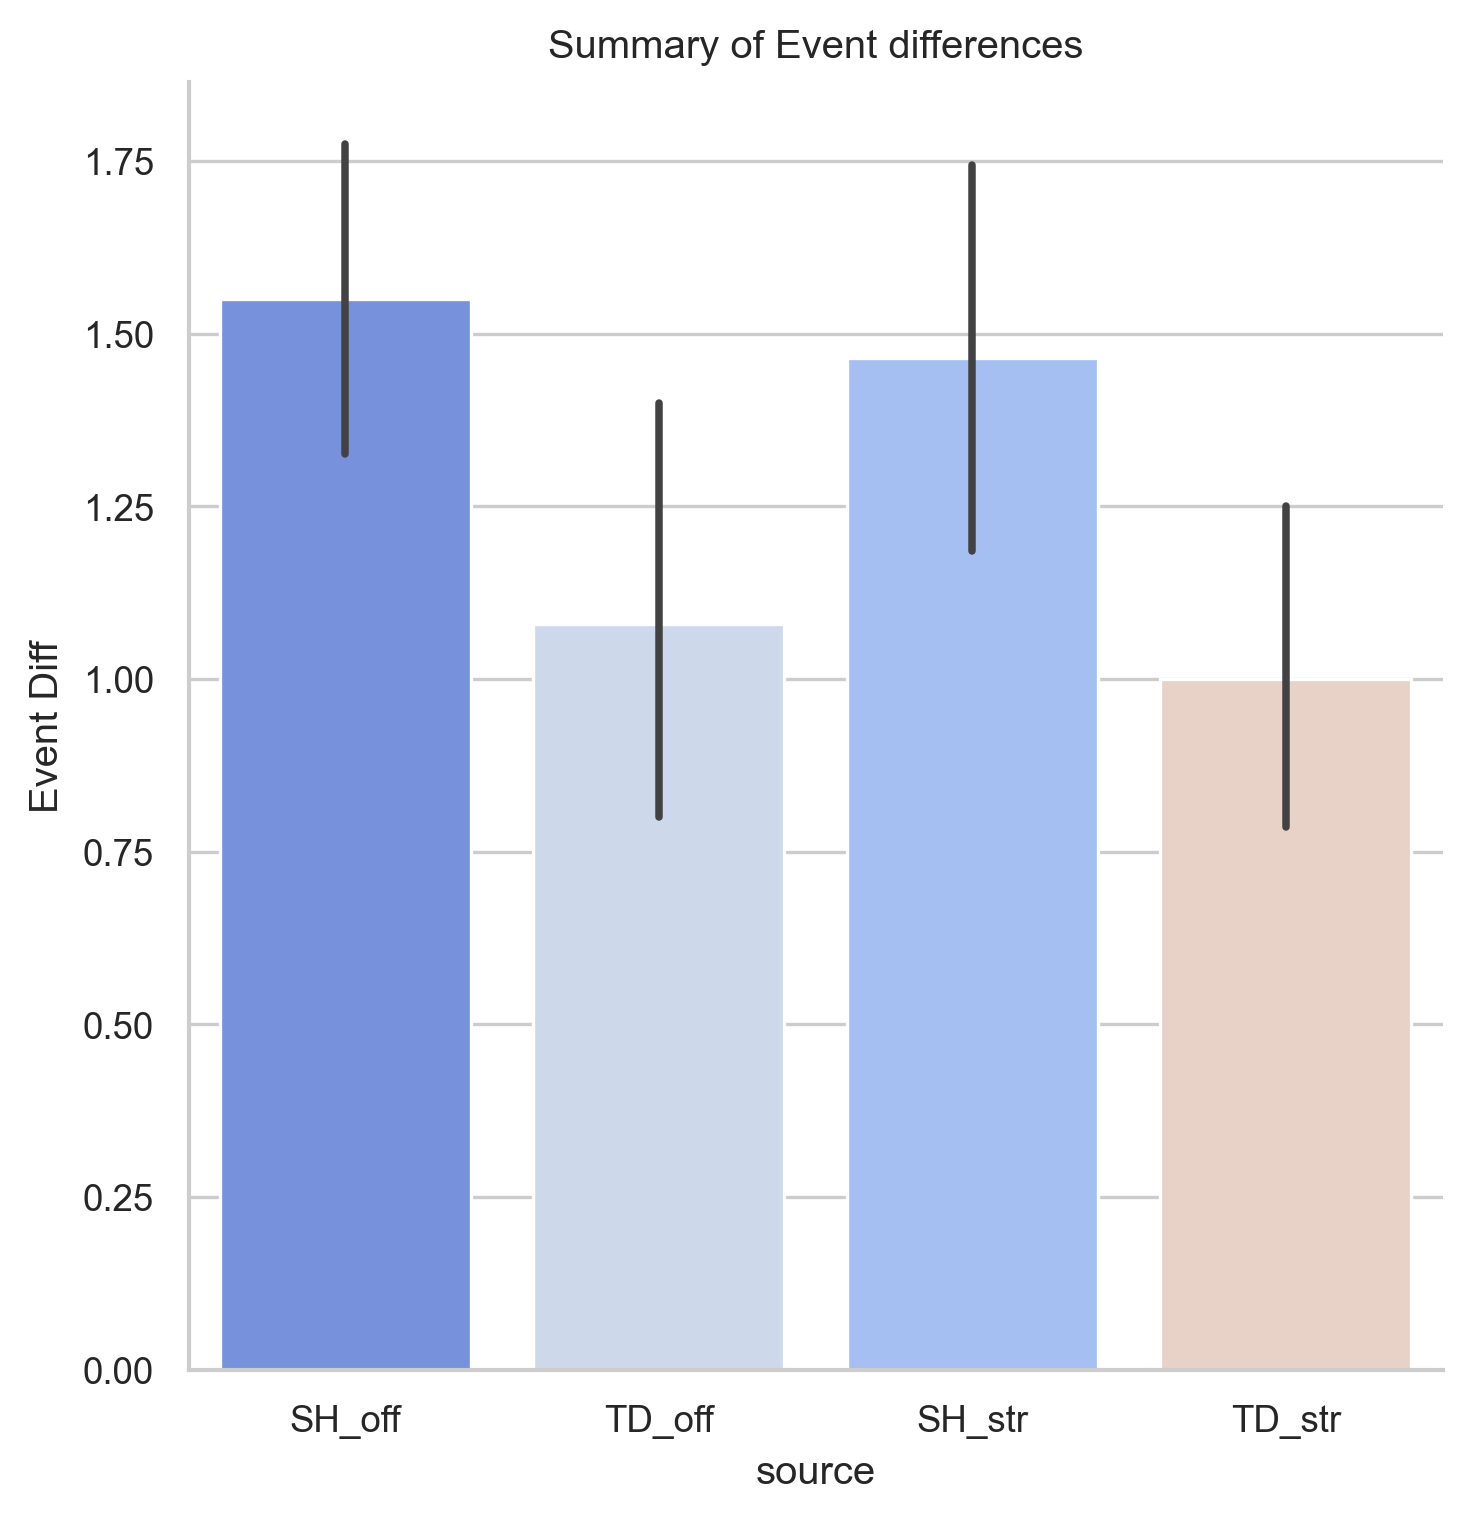 Summary of Event differences
1.75
1.50
1.25
1.00
0.75
0.50
0.25
0.00
Event Diff
SH_off TD_off SH_str TD_str
source